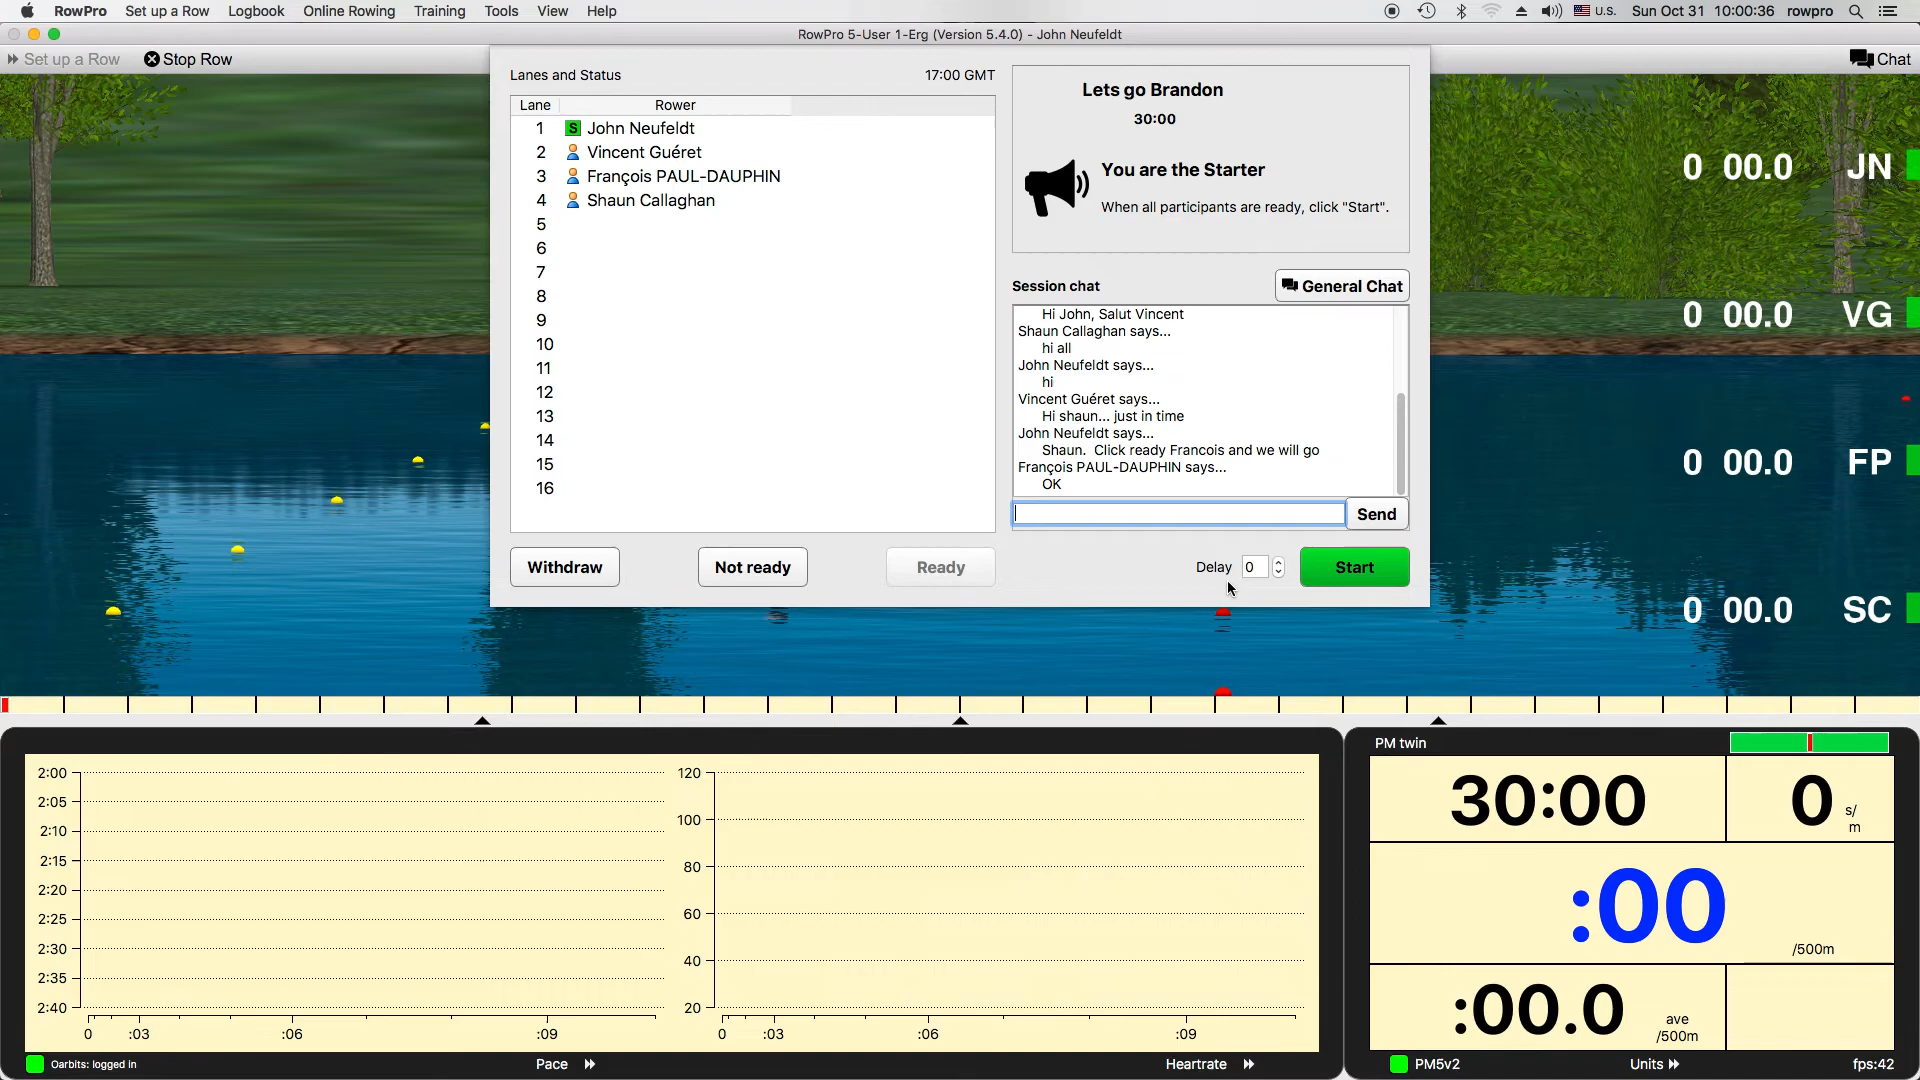 RowPro Set up a Row Logbook Online Rowing Training Tools View Help U.S. Sun Oct 31 10:00:36 rowpro
RowPro 5-User 1-Erg (Version 5.4.0) - John Neufeldt
Set up a Row Stop Row Chat
Lanes and Status 17:00 GMT
Lane Rower
1 S John Neufeldt
2 Vincent Guéret
3 François PAUL-DAUPHIN
4 Shaun Callaghan
5
6
7
8
9
10
11
12
13
14
15
16
Withdraw Not ready Ready
Lets go Brandon
30:00
You are the Starter
When all participants are ready, click "Start".
Session chat General Chat
Hi John, Salut Vincent
Shaun Callaghan says...
hi all
John Neufeldt says...
hi
Vincent Guéret says...
Hi shaun... just in time
John Neufeldt says...
Shaun. Click ready Francois and we will go
François PAUL-DAUPHIN says...
OK
Send
Delay 0 Start
0 00.0 JN
0 00.0 VG
0 00.0 FP
0 00.0 SC
2:00
2:05
2:10
2:15
2:20
2:25
2:30
2:35
2:40
0 :03 :06 :09
120
100
80
60
40
20
0 :03 :06 :09
Oarbits: logged in Pace Heartrate
PM twin
30:00 0 s/
m
:00 /500m
:00.0 ave
/500m
PM5v2 Units fps:42